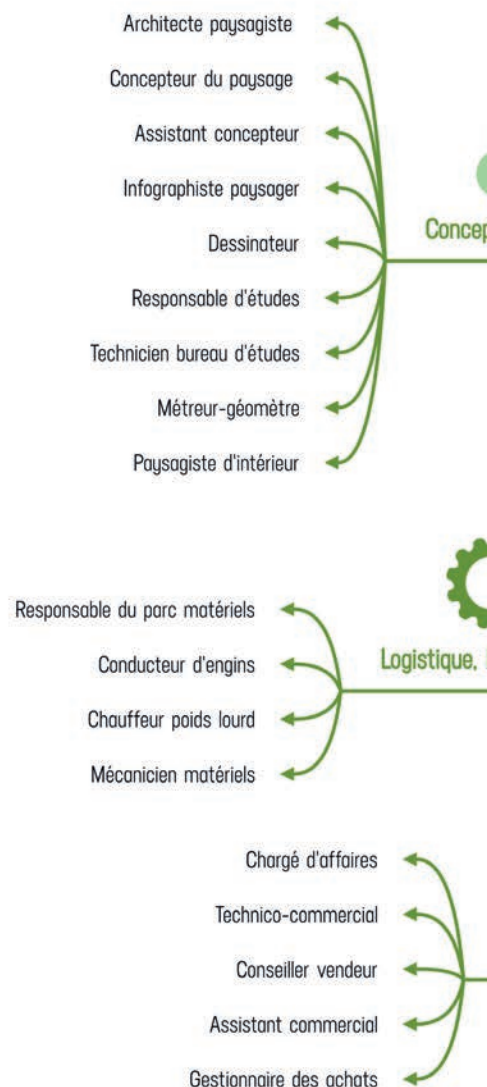 Architecte paysagiste
Concepteur du paysage
Assistant concepteur
Infographiste paysager
Dessinateur
Responsable d'études
Technicien bureau d'études
Métreur-géomètre
Paysagiste d'intérieur
Concep
Responsable du parc matériels
Conducteur d'engins
Chauffeur poids lourd
Mécanicien matériels
Logistique,
Chargé d'affaires
Technico-commercial
Conseiller vendeur
Assistant commercial
Gestionnaire des achats